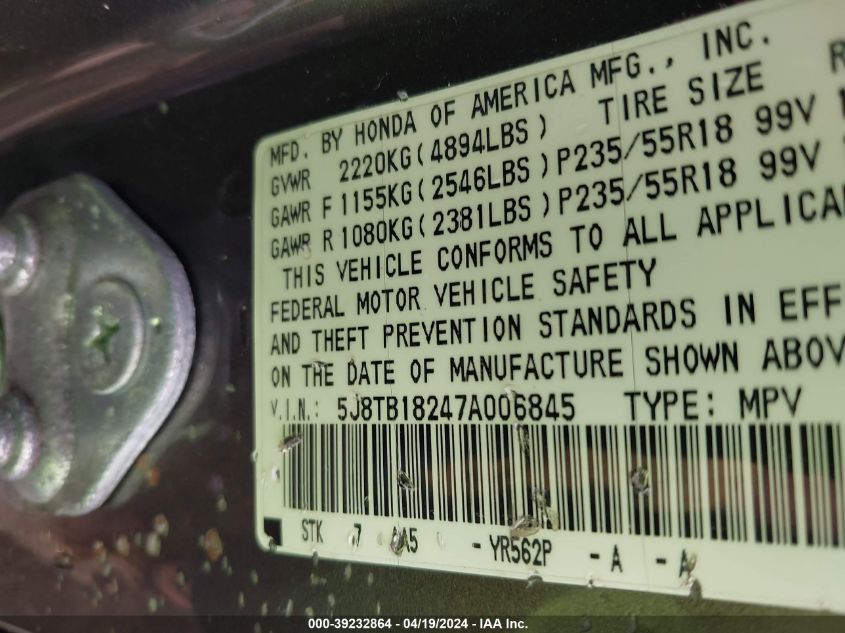 MFD. BY HONDA OF AMERICA MFG., INC.
GVWR 2220KG(4894LBS) TIRE SIZE R
GAWR F 1155KG(2546LBS)P235/55R18 99V
GAWR R 1080KG(2381LBS)P235/55R18 99V
THIS VEHICLE CONFORMS TO ALL APPLICA
FEDERAL MOTOR VEHICLE SAFETY
AND THEFT PREVENTION STANDARDS IN EFF
ON THE DATE OF MANUFACTURE SHOWN ABOV
V.I.N.: 5J8TB18247A006845 TYPE: MPV
STK 7 AA5 - YR562P - A - A
000-39232864 - 04/19/2024 - IAA Inc.